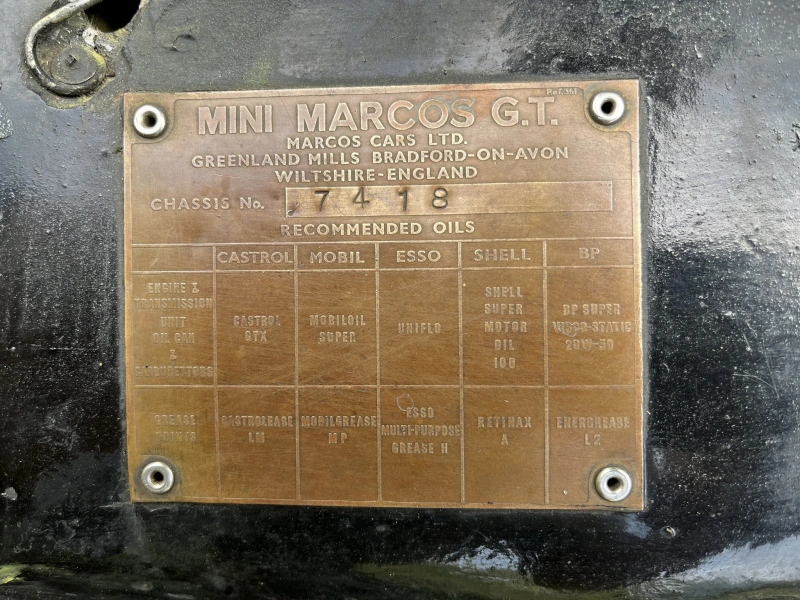 Pat. 361
MINI MARCOS G.T.
MARCOS CARS LTD.
GREENLAND MILLS BRADFORD-ON-AVON
WILTSHIRE-ENGLAND
CHASSIS No. 7418
RECOMMENDED OILS
CASTROL MOBIL ESSO SHELL BP
ENGINE &
TRANSMISSION
UNIT
OIL CAN
&
CARBURETTORS
CASTROL
GTX
MOBILOIL
SUPER
UNIFLO
SHELL
SUPER
MOTOR
OIL
100
BP SUPER
VISCO-STATIC
20W-50
GREASE
POINTS
CASTROLEASE
LM
MOBILGREASE
MP
ESSO
MULTI-PURPOSE
GREASE H
RETINAX
A
ENERGREASE
L2